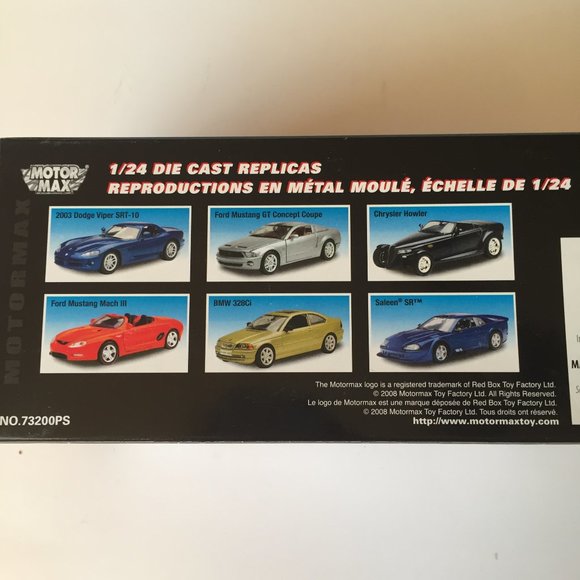 MOTOR MAX
1/24 DIE CAST REPLICAS
REPRODUCTIONS EN MÉTAL MOULÉ, ÉCHELLE DE 1/24
MOTORMAX
2003 Dodge Viper SRT-10
Ford Mustang GT Concept Coupe
Chrysler Howler
Ford Mustang Mach III
BMW 328Ci
Saleen® SR™
The Motormax logo is a registered trademark of Red Box Toy Factory Ltd.
© 2008 Motormax Toy Factory Ltd. All Rights Reserved.
Le logo de Motormax est une marque déposée de Red Box Toy Factory Ltd.
© 2008 Motormax Toy Factory Ltd. Tous droits ont réservé.
http://www.motormaxtoy.com
NO.73200PS